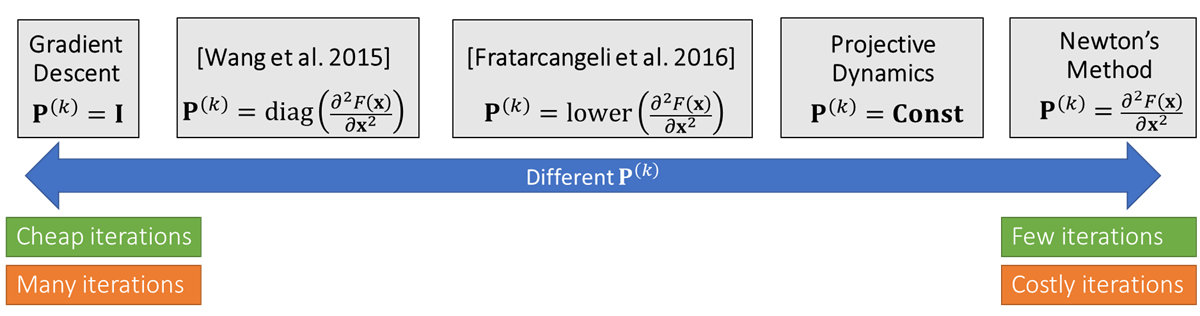 Gradient
Descent
𝐏⁽ᵏ⁾ = 𝐈
[Wang et al. 2015]
𝐏⁽ᵏ⁾ = diag(∂²F(𝐱)/∂𝐱²)
[Fratarcangeli et al. 2016]
𝐏⁽ᵏ⁾ = lower(∂²F(𝐱)/∂𝐱²)
Projective
Dynamics
𝐏⁽ᵏ⁾ = 𝐂𝐨𝐧𝐬𝐭
Newton’s
Method
𝐏⁽ᵏ⁾ = ∂²F(𝐱)/∂𝐱²
Different 𝐏⁽ᵏ⁾
Cheap iterations
Many iterations
Few iterations
Costly iterations